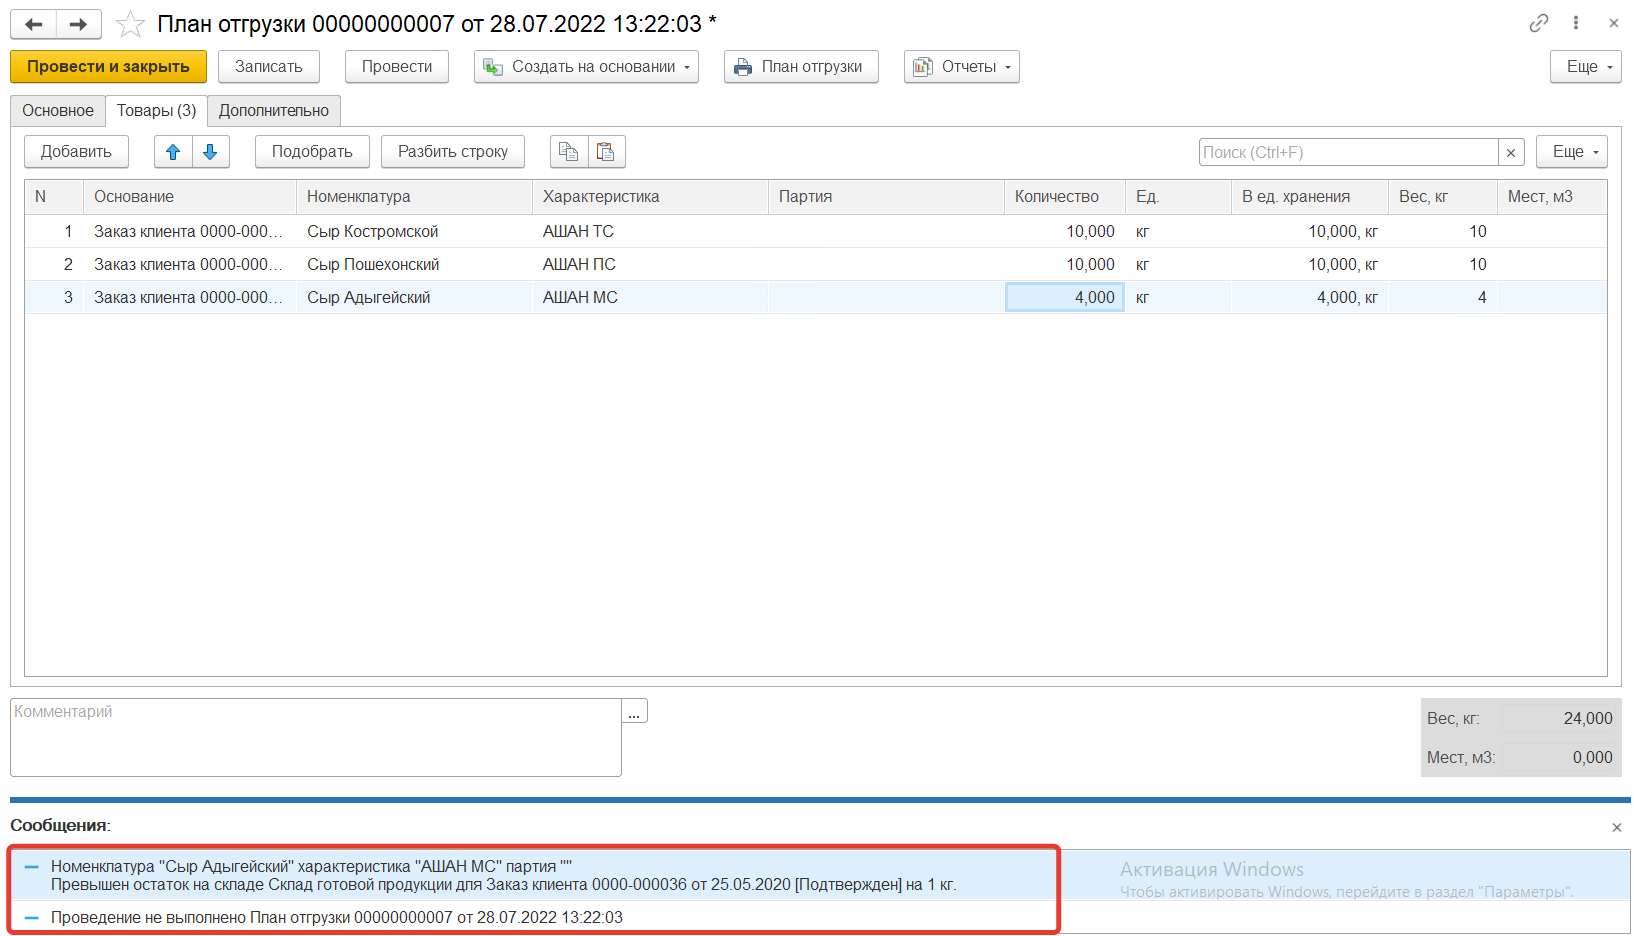 План отгрузки 00000000007 от 28.07.2022 13:22:03 *
Провести и закрыть Записать Провести Создать на основании План отгрузки Отчеты Еще
Основное Товары (3) Дополнительно
Добавить Подобрать Разбить строку Поиск (Ctrl+F) × Еще
N Основание Номенклатура Характеристика Партия Количество Ед. В ед. хранения Вес, кг Мест, м3
1 Заказ клиента 0000-000... Сыр Костромской АШАН ТС 10,000 кг 10,000, кг 10
2 Заказ клиента 0000-000... Сыр Пошехонский АШАН ПС 10,000 кг 10,000, кг 10
3 Заказ клиента 0000-000... Сыр Адыгейский АШАН МС 4,000 кг 4,000, кг 4
Комментарий ...
Вес, кг: 24,000
Мест, м3: 0,000
Сообщения:
Номенклатура "Сыр Адыгейский" характеристика "АШАН МС" партия ""
Превышен остаток на складе Склад готовой продукции для Заказ клиента 0000-000036 от 25.05.2020 [Подтвержден] на 1 кг.
Проведение не выполнено План отгрузки 00000000007 от 28.07.2022 13:22:03
Активация Windows
Чтобы активировать Windows, перейдите в раздел "Параметры".